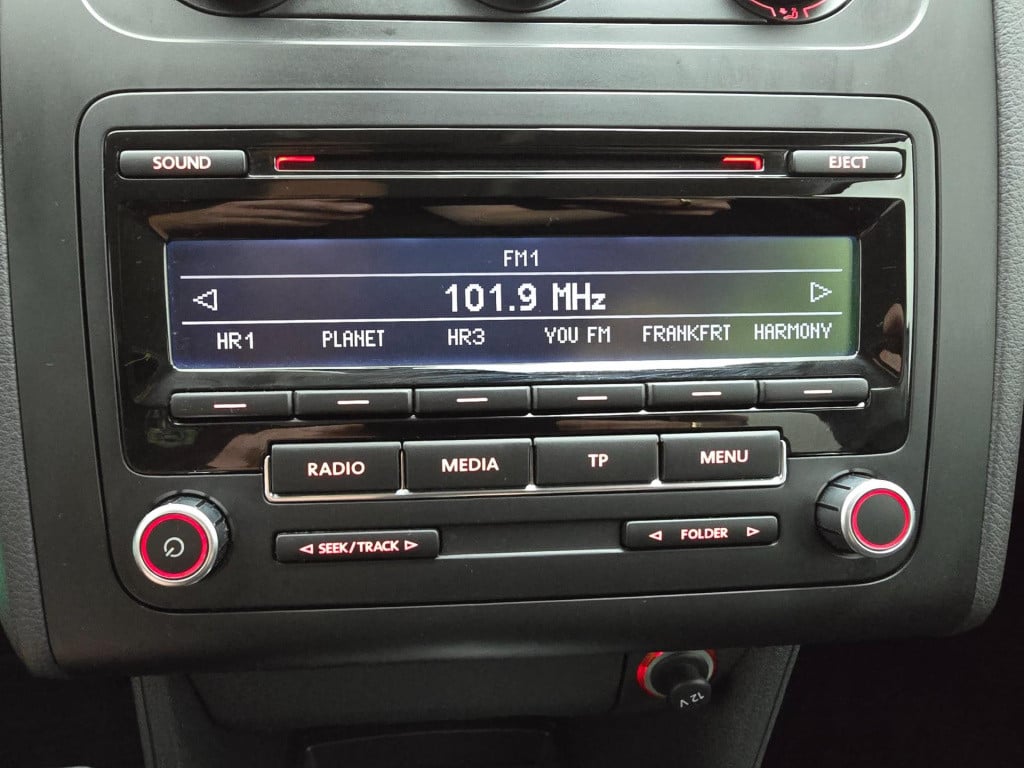 SOUND EJECT
FM1
101.9 MHz
HR1 PLANET HR3 YOU FM FRANKFRT HARMONY
RADIO MEDIA TP MENU
SEEK/TRACK FOLDER
12 V